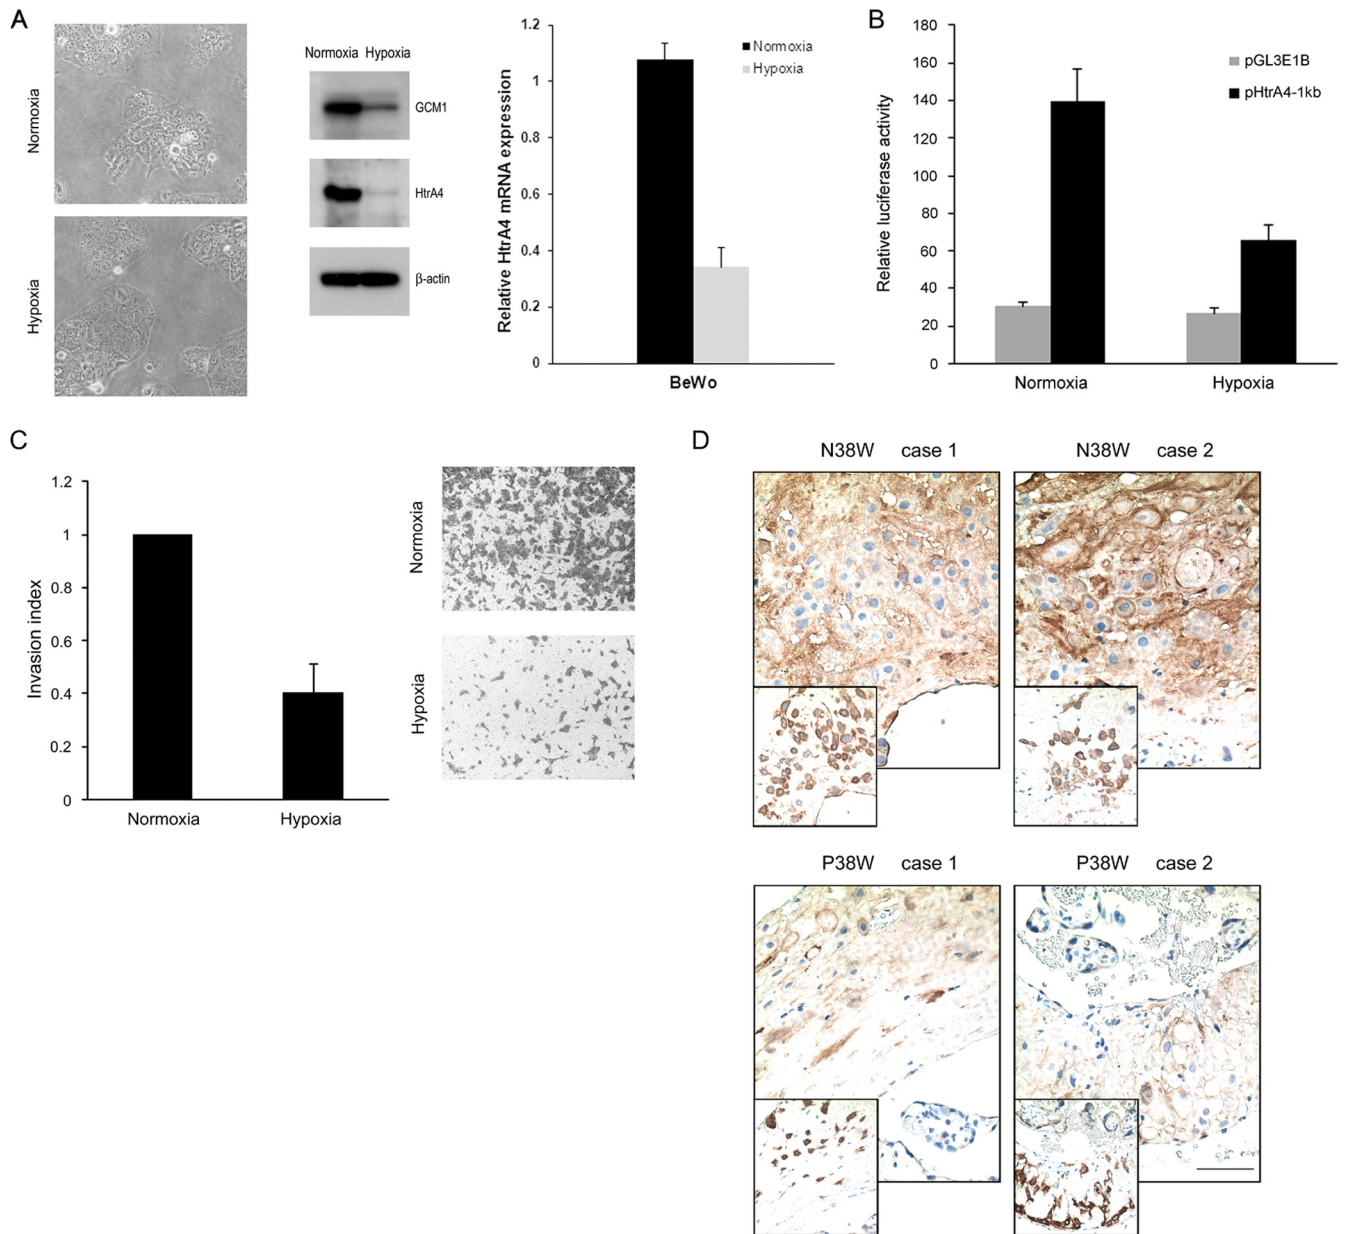 A
Normoxia
Hypoxia
Normoxia Hypoxia
GCM1
HtrA4
β-actin
Relative HtrA4 mRNA expression
1.2
1
0.8
0.6
0.4
0.2
0
Normoxia
Hypoxia
BeWo
B
Relative luciferase activity
180
160
140
120
100
80
60
40
20
0
pGL3E1B
pHtrA4-1kb
Normoxia
Hypoxia
C
Invasion index
1.2
1
0.8
0.6
0.4
0.2
0
Normoxia
Hypoxia
Normoxia
Hypoxia
D
N38W case 1
N38W case 2
P38W case 1
P38W case 2